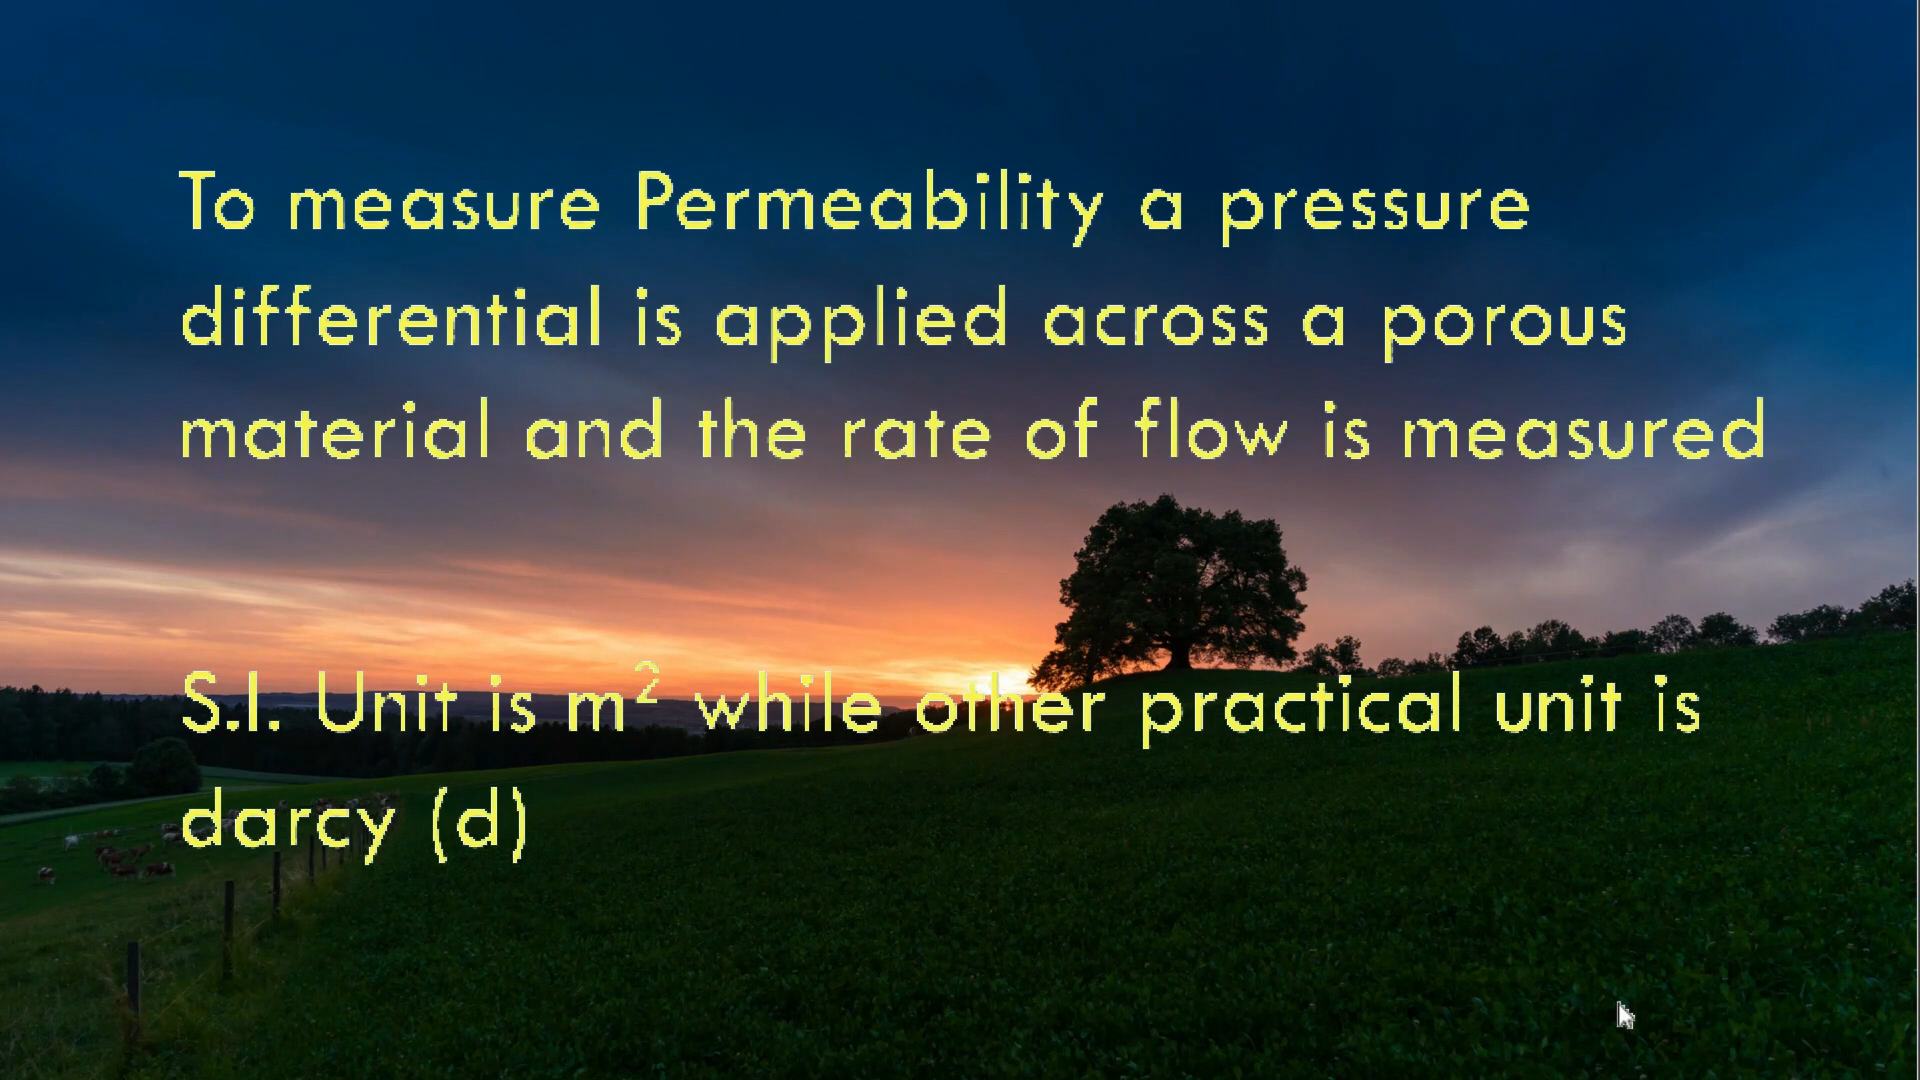 To measure Permeability a pressure
differential is applied across a porous
material and the rate of flow is measured
S.I. Unit is m² while other practical unit is
darcy (d)